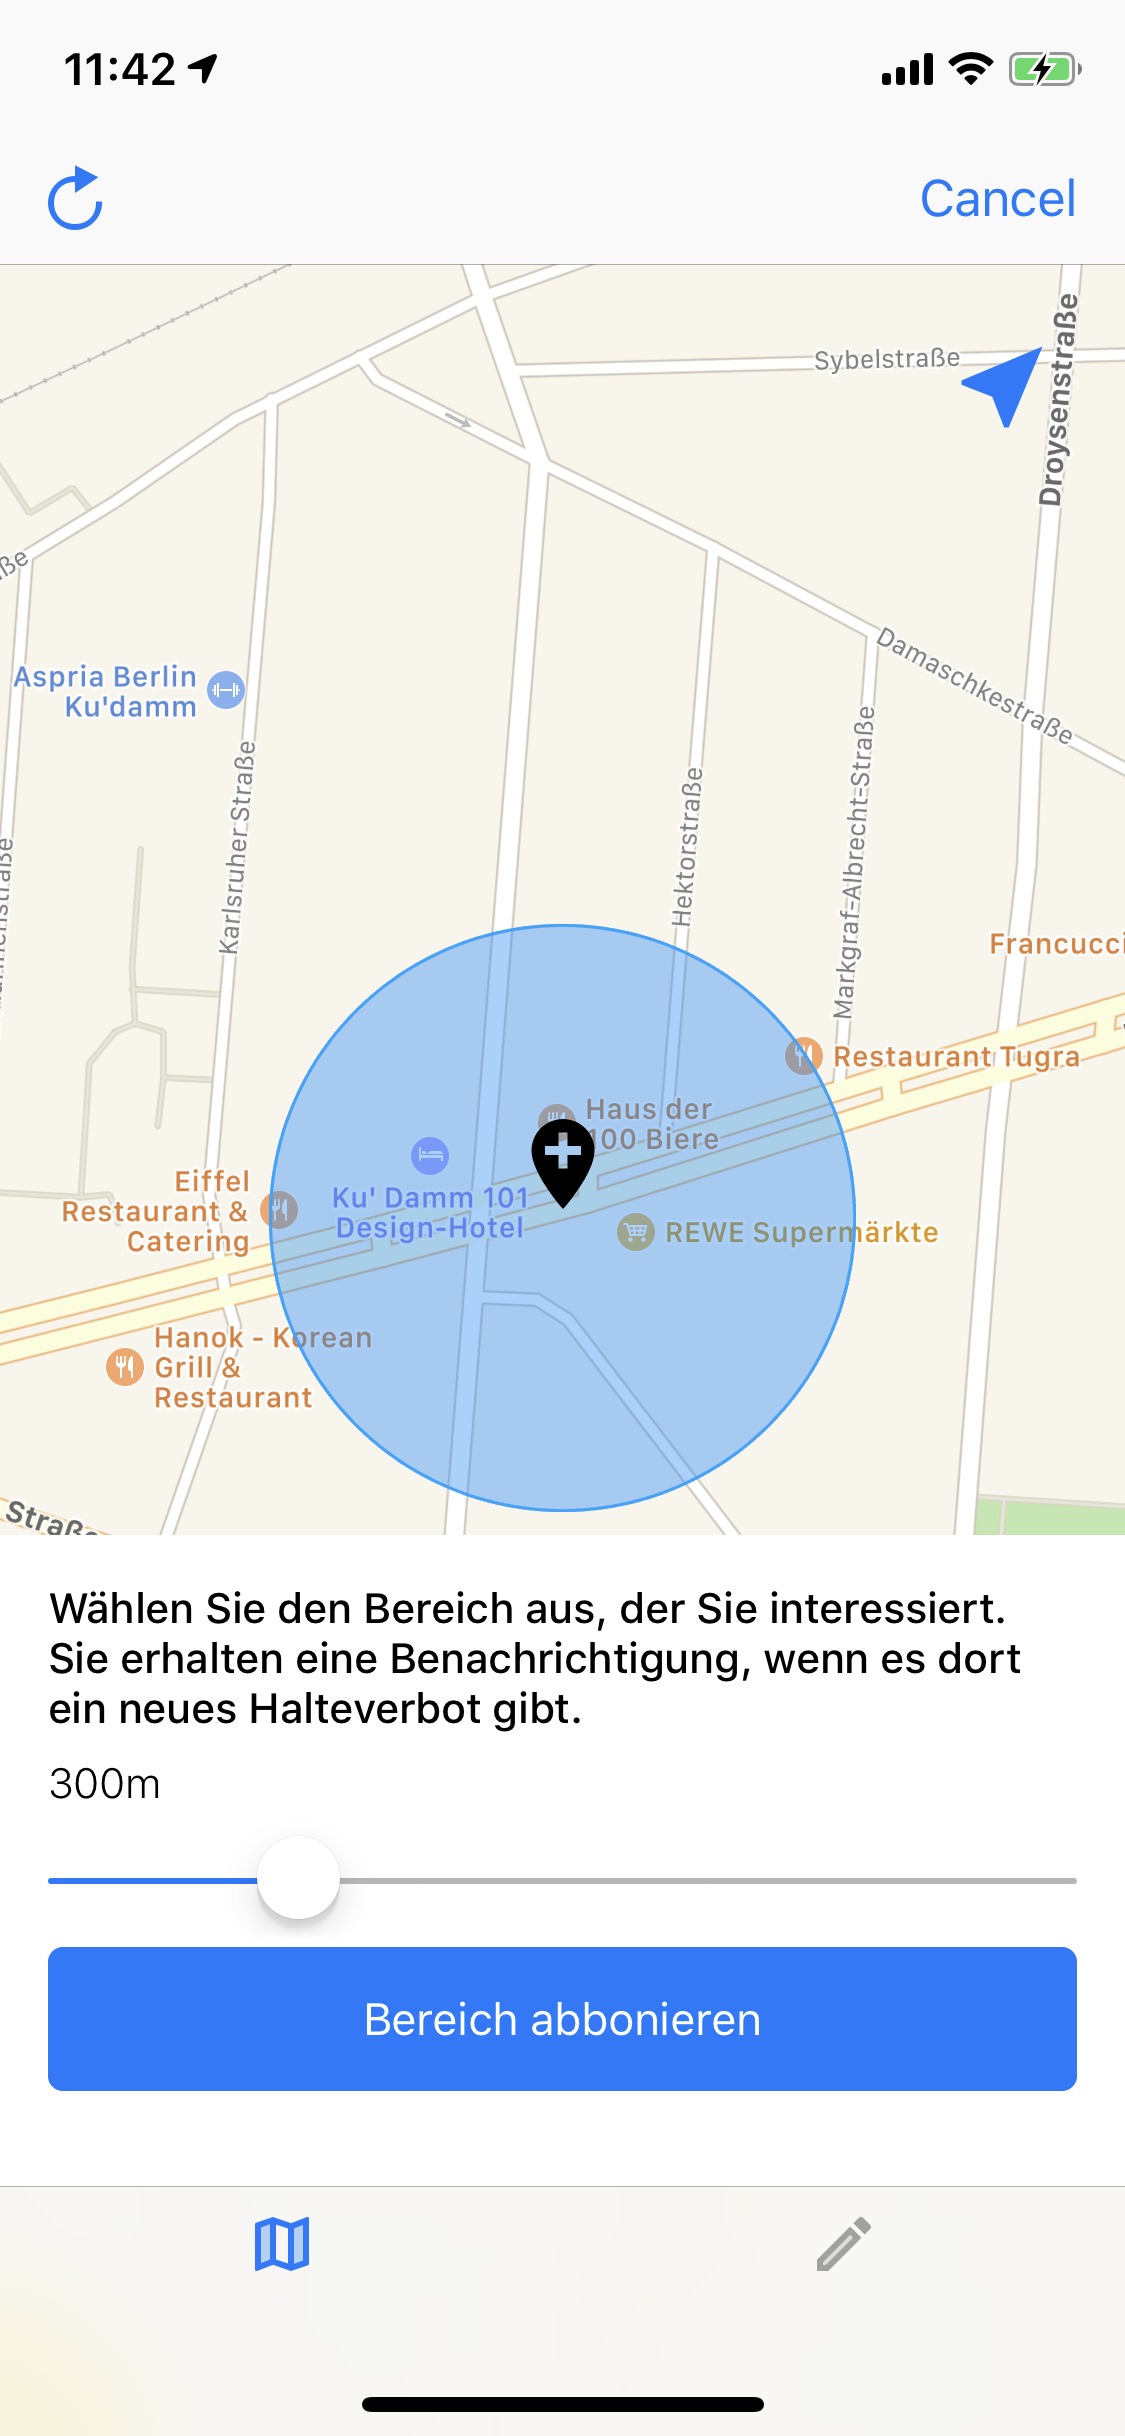 11:42
Cancel
Sybelstraße
Droysenstraße
ße
Damaschkestraße
Aspria Berlin
Ku'damm
Karlsruher Straße
Hektorstraße
Markgraf-Albrecht-Straße
Francucci
Restaurant Tugra
Haus der
100 Biere
Eiffel
Restaurant &
Catering
Ku' Damm 101
Design-Hotel
REWE Supermärkte
Hanok - Korean
Grill &
Restaurant
Straße
Wählen Sie den Bereich aus, der Sie interessiert.
Sie erhalten eine Benachrichtigung, wenn es dort
ein neues Halteverbot gibt.
300m
Bereich abbonieren